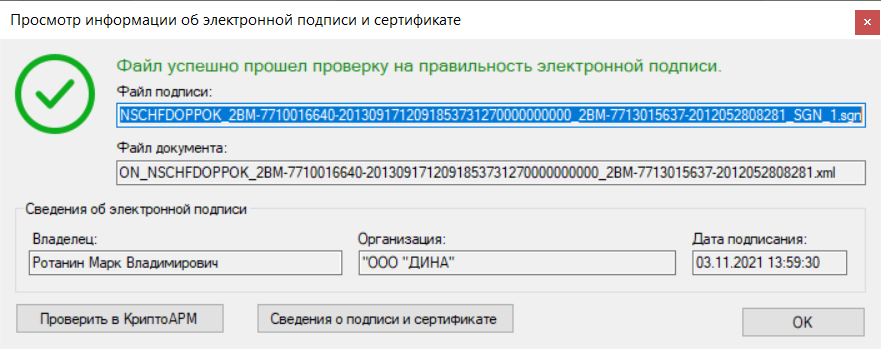 Просмотр информации об электронной подписи и сертификате
Файл успешно прошел проверку на правильность электронной подписи.
Файл подписи:
NSCHFDOPPOK_2BM-7710016640-2013091712091853731270000000000_2BM-7713015637-2012052808281_SGN_1.sgn
Файл документа:
ON_NSCHFDOPPOK_2BM-7710016640-2013091712091853731270000000000_2BM-7713015637-2012052808281.xml
Сведения об электронной подписи
Владелец: Организация: Дата подписания:
Ротанин Марк Владимирович "ООО "ДИНА" 03.11.2021 13:59:30
Проверить в КриптоАРМ Сведения о подписи и сертификате OK